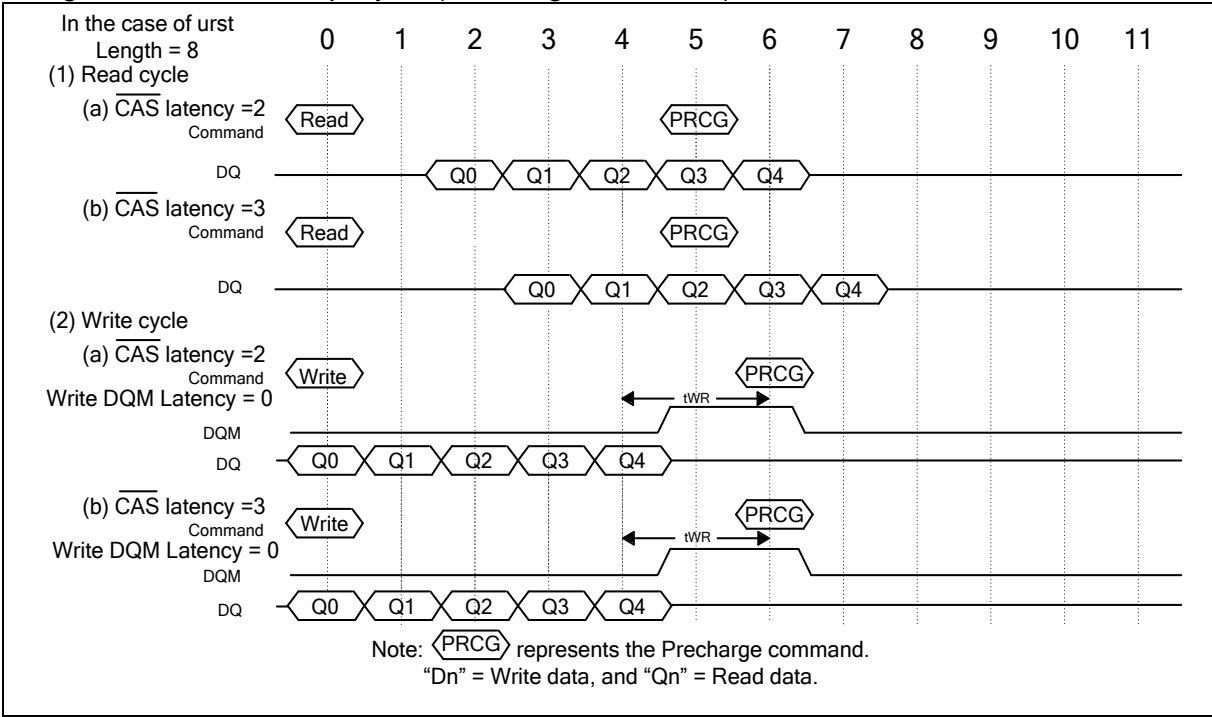 In the case of urst
Length = 8
0 1 2 3 4 5 6 7 8 9 10 11
(1) Read cycle
(a) CAS latency =2
Command
Read PRCG
DQ
Q0 Q1 Q2 Q3 Q4
(b) CAS latency =3
Command
Read PRCG
DQ
Q0 Q1 Q2 Q3 Q4
(2) Write cycle
(a) CAS latency =2
Command
Write PRCG
Write DQM Latency = 0
tWR
DQM
DQ
Q0 Q1 Q2 Q3 Q4
(b) CAS latency =3
Command
Write PRCG
Write DQM Latency = 0
tWR
DQM
DQ
Q0 Q1 Q2 Q3 Q4
Note: PRCG represents the Precharge command.
“Dn” = Write data, and “Qn” = Read data.